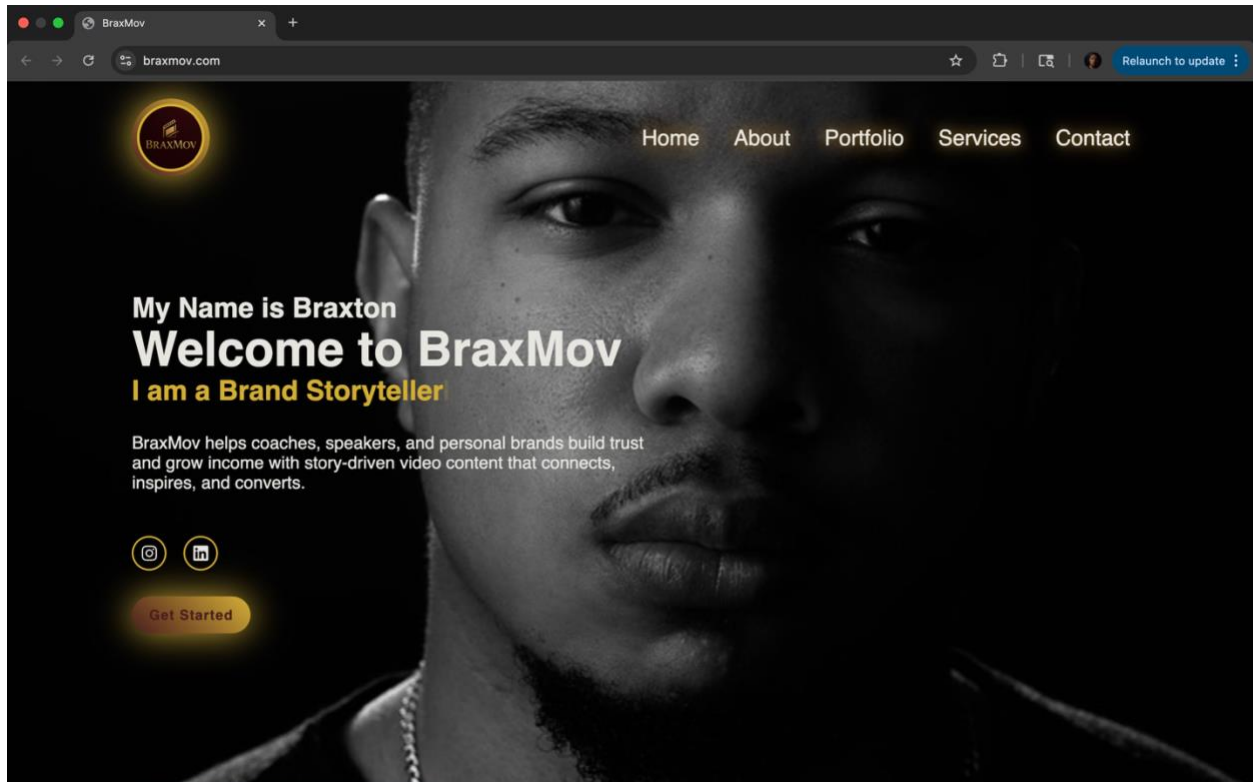 BraxMov
braxmov.com
Relaunch to update
BRAXMOV
Home About Portfolio Services Contact
My Name is Braxton
Welcome to BraxMov
I am a Brand Storyteller
BraxMov helps coaches, speakers, and personal brands build trust
and grow income with story-driven video content that connects,
inspires, and converts.
in
Get Started